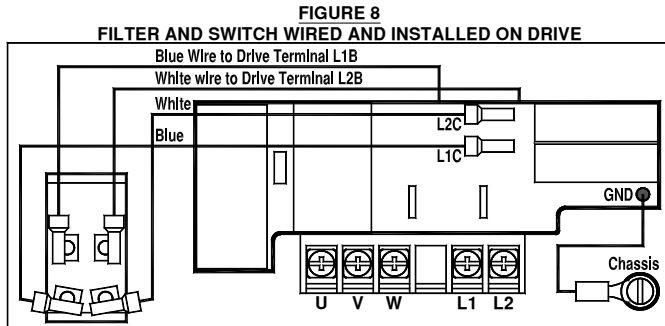 FIGURE 8
FILTER AND SWITCH WIRED AND INSTALLED ON DRIVE
Blue Wire to Drive Terminal L1B
White wire to Drive Terminal L2B
White
L2C
Blue
L1C
GND
Chassis
U V W L1 L2